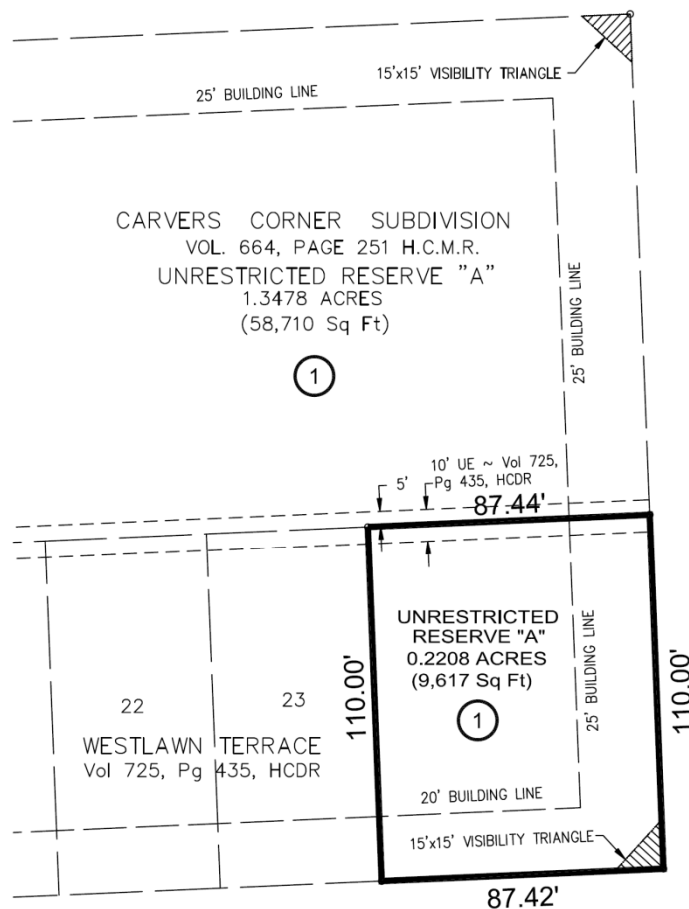 15'x15' VISIBILITY TRIANGLE
25' BUILDING LINE
CARVERS CORNER SUBDIVISION
VOL. 664, PAGE 251 H.C.M.R.
UNRESTRICTED RESERVE "A"
1.3478 ACRES
(58,710 Sq Ft)
1
25' BUILDING LINE
10' UE ~ Vol 725,
Pg 435, HCDR
5'
87.44'
UNRESTRICTED
RESERVE "A"
0.2208 ACRES
(9,617 Sq Ft)
1
25' BUILDING LINE
110.00'
110.00'
22
23
WESTLAWN TERRACE
Vol 725, Pg 435, HCDR
20' BUILDING LINE
15'x15' VISIBILITY TRIANGLE
87.42'